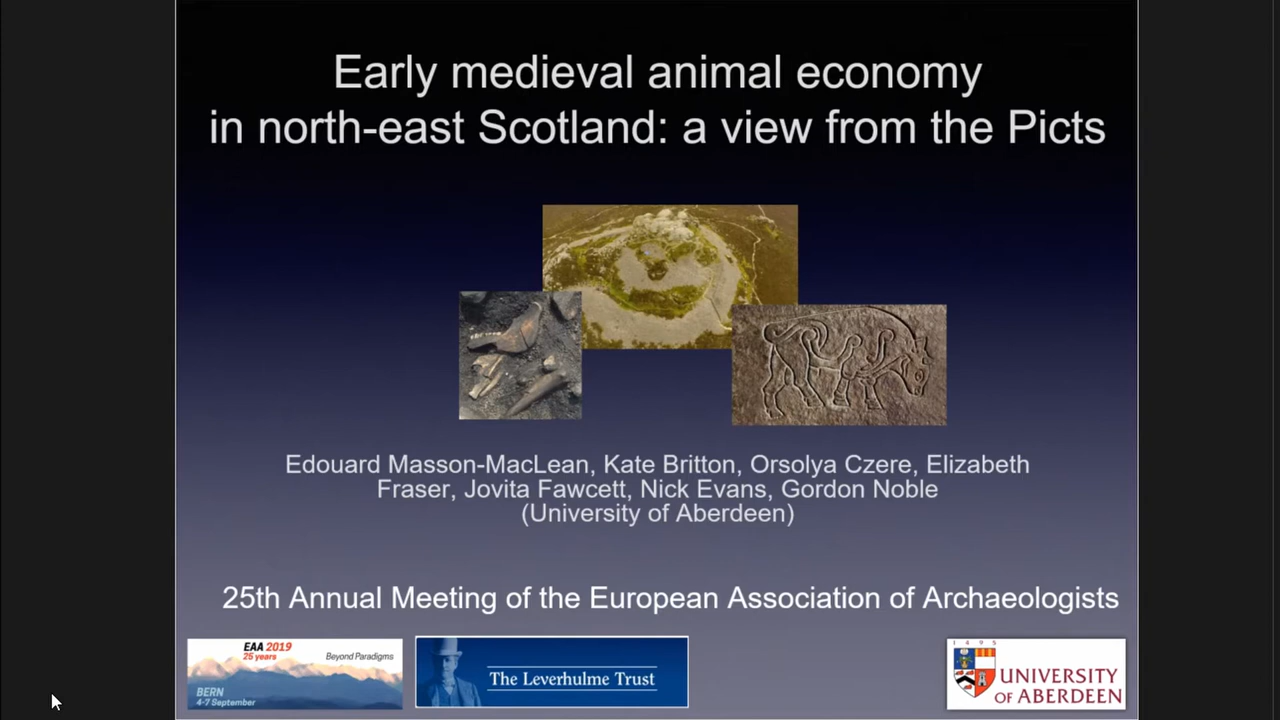 Early medieval animal economy
in north-east Scotland: a view from the Picts
Edouard Masson-MacLean, Kate Britton, Orsolya Czere, Elizabeth
Fraser, Jovita Fawcett, Nick Evans, Gordon Noble
(University of Aberdeen)
25th Annual Meeting of the European Association of Archaeologists
EAA 2019
25 years
Beyond Paradigms
BERN
4-7 September
The Leverhulme Trust
1495
UNIVERSITY
OF ABERDEEN